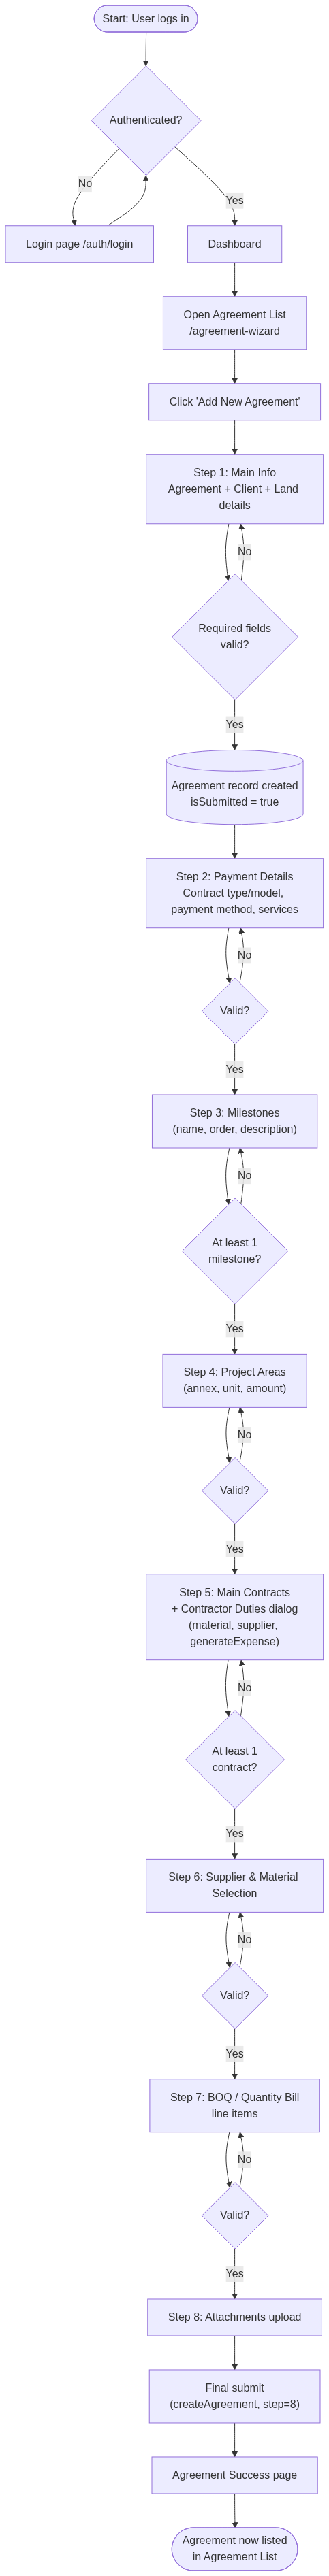 Start: User logs in
Authenticated?
No
Yes
Login page /auth/login
Dashboard
Open Agreement List
/agreement-wizard
Click 'Add New Agreement'
Step 1: Main Info
Agreement + Client + Land
details
No
Required fields
valid?
Yes
Agreement record created
isSubmitted = true
Step 2: Payment Details
Contract type/model,
payment method, services
No
Valid?
Yes
Step 3: Milestones
(name, order, description)
No
At least 1
milestone?
Yes
Step 4: Project Areas
(annex, unit, amount)
No
Valid?
Yes
Step 5: Main Contracts
+ Contractor Duties dialog
(material, supplier,
generateExpense)
No
At least 1
contract?
Yes
Step 6: Supplier & Material
Selection
No
Valid?
Yes
Step 7: BOQ / Quantity Bill
line items
No
Valid?
Yes
Step 8: Attachments upload
Final submit
(createAgreement, step=8)
Agreement Success page
Agreement now listed
in Agreement List